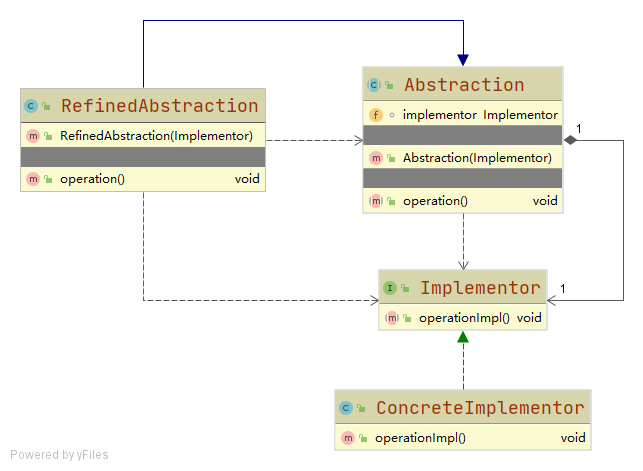 RefinedAbstraction
RefinedAbstraction(Implementor)
operation() void
Abstraction
implementor Implementor
Abstraction(Implementor)
operation() void
1
1
Implementor
operationImpl() void
ConcreteImplementor
operationImpl() void
Powered by yFiles